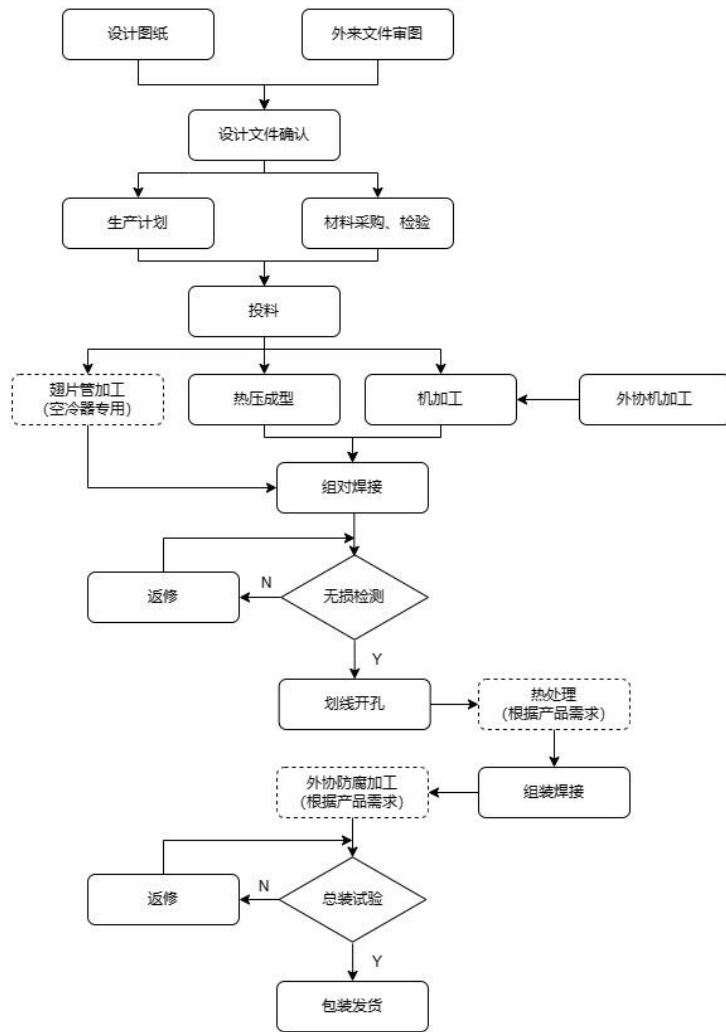 设计图纸
外来文件审图
设计文件确认
生产计划
材料采购、检验
投料
翅片管加工
(空冷器专用)
热压成型
机加工
外协机加工
组对焊接
返修
N
无损检测
Y
划线开孔
热处理
(根据产品需求)
外协防腐加工
(根据产品需求)
组装焊接
返修
N
总装试验
Y
包装发货